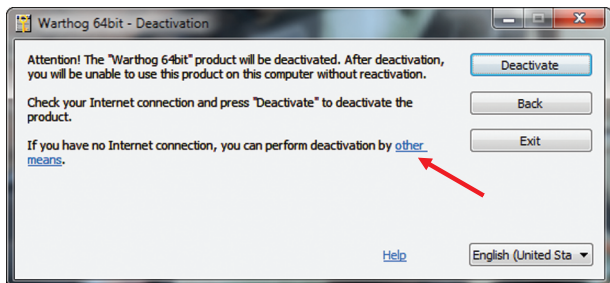 Warthog 64bit - Deactivation
Attention! The "Warthog 64bit" product will be deactivated. After deactivation,
you will be unable to use this product on this computer without reactivation.
Check your Internet connection and press "Deactivate" to deactivate the
product.
If you have no Internet connection, you can perform deactivation by other
means.
Deactivate
Back
Exit
Help
English (United Sta